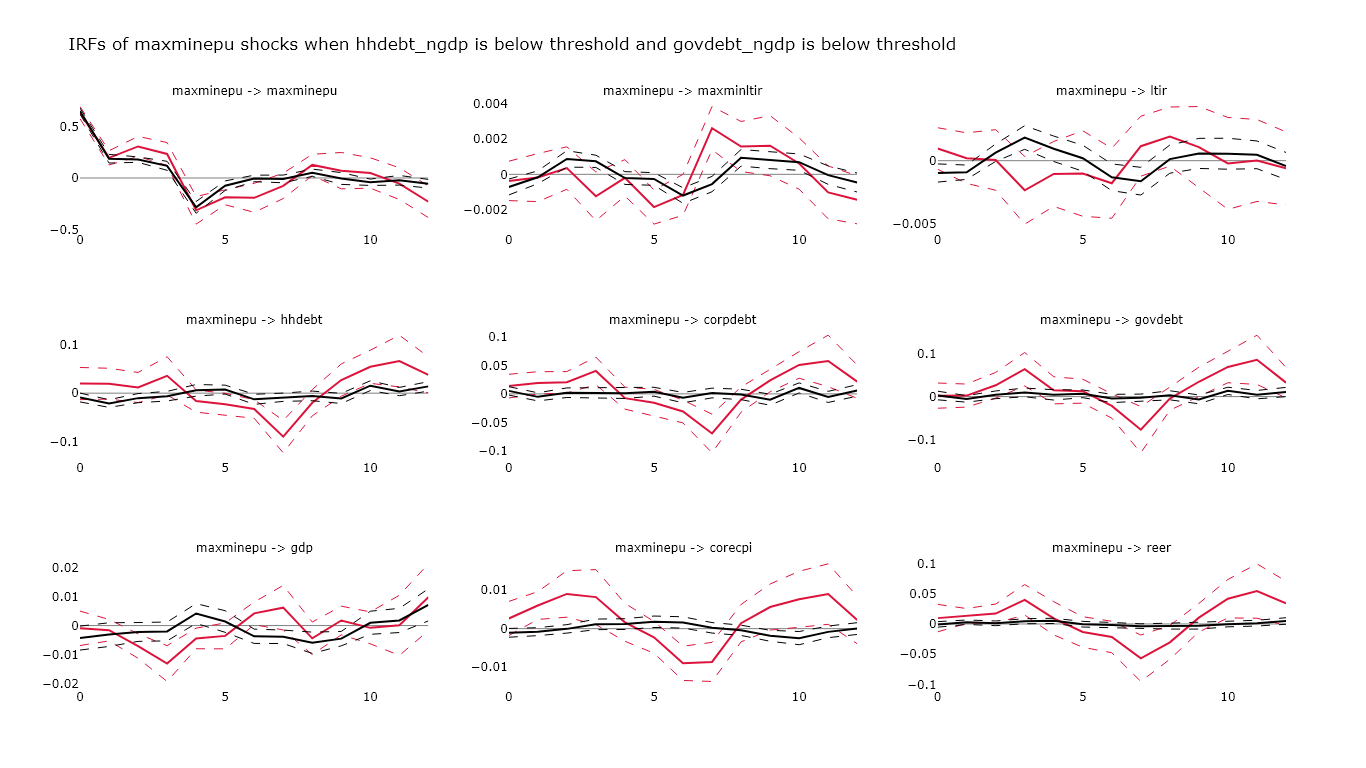 IRFs of maxminepu shocks when hhdebt_ngdp is below threshold and govdebt_ngdp is below threshold
maxminepu -> maxminepu
0.5
0
−0.5
0 5 10
maxminepu -> maxminltir
0.004
0.002
0
−0.002
0 5 10
maxminepu -> ltir
0
−0.005
0 5 10
maxminepu -> hhdebt
0.1
0
−0.1
0 5 10
maxminepu -> corpdebt
0.1
0.05
0
−0.05
−0.1
0 5 10
maxminepu -> govdebt
0.1
0
−0.1
0 5 10
maxminepu -> gdp
0.02
0.01
0
−0.01
−0.02
0 5 10
maxminepu -> corecpi
0.01
0
−0.01
0 5 10
maxminepu -> reer
0.1
0.05
0
−0.05
−0.1
0 5 10